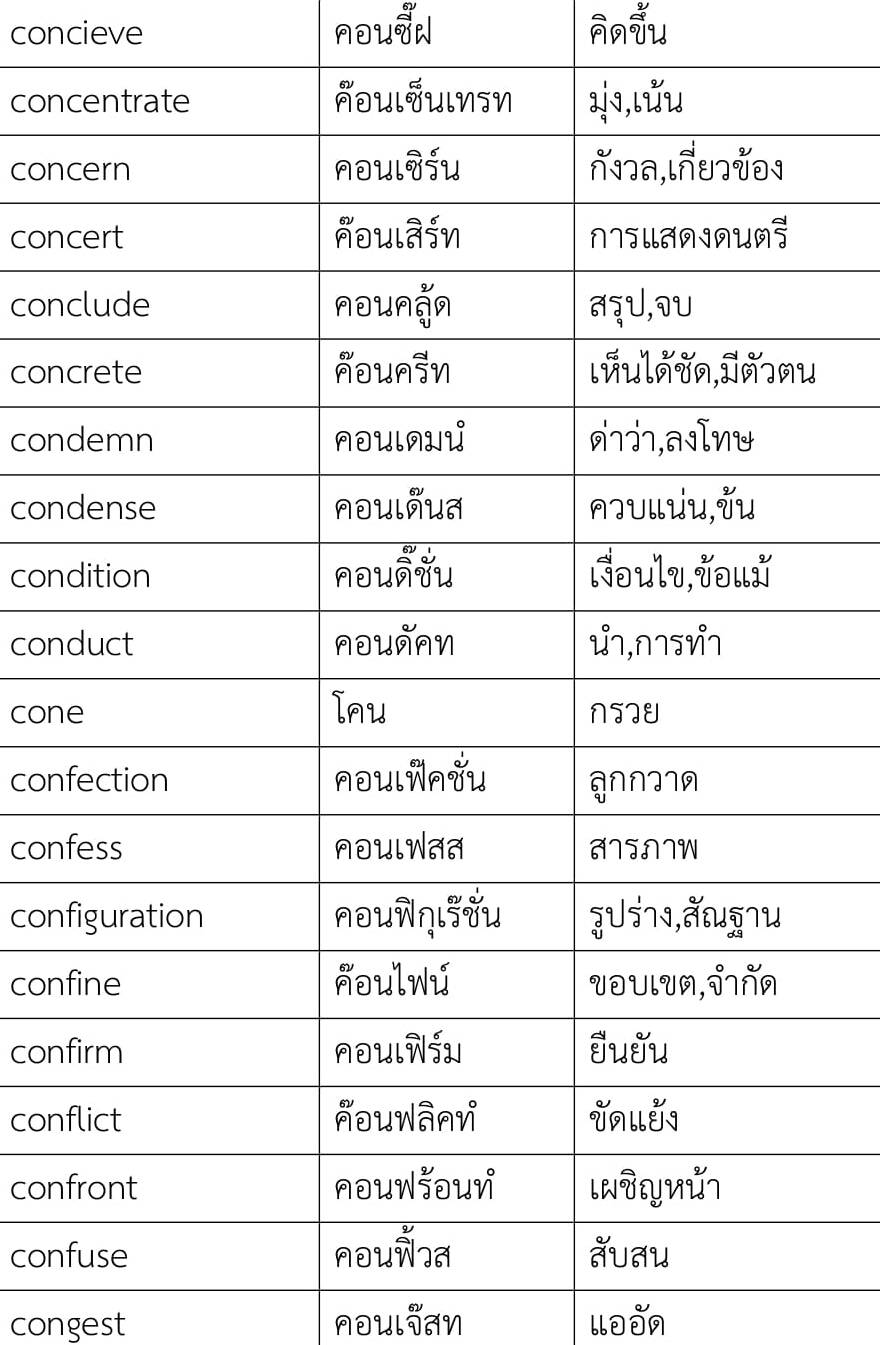 concieve คอนซี๊ฝ คิดขึ้น
concentrate ค๊อนเซ็นเทรท มุ่ง,เน้น
concern คอนเซิร์น กังวล,เกี่ยวข้อง
concert ค๊อนเสิร์ท การแสดงดนตรี
conclude คอนคลู้ด สรุป,จบ
concrete ค๊อนครีท เห็นได้ชัด,มีตัวตน
condemn คอนเดมนํ ด่าว่า,ลงโทษ
condense คอนเด๊นส ควบแน่น,ข้น
condition คอนดิ๊ชั่น เงื่อนไข,ข้อแม้
conduct คอนดัคท นำ,การทำ
cone โคน กรวย
confection คอนเฟ๊คชั่น ลูกกวาด
confess คอนเฟสส สารภาพ
configuration คอนฟิกุเร๊ชั่น รูปร่าง,สัณฐาน
confine ค๊อนไฟน์ ขอบเขต,จำกัด
confirm คอนเฟิร์ม ยืนยัน
conflict ค๊อนฟลิคทํ ขัดแย้ง
confront คอนฟร้อนทํ เผชิญหน้า
confuse คอนฟิ้วส สับสน
congest คอนเจ๊สท แออัด